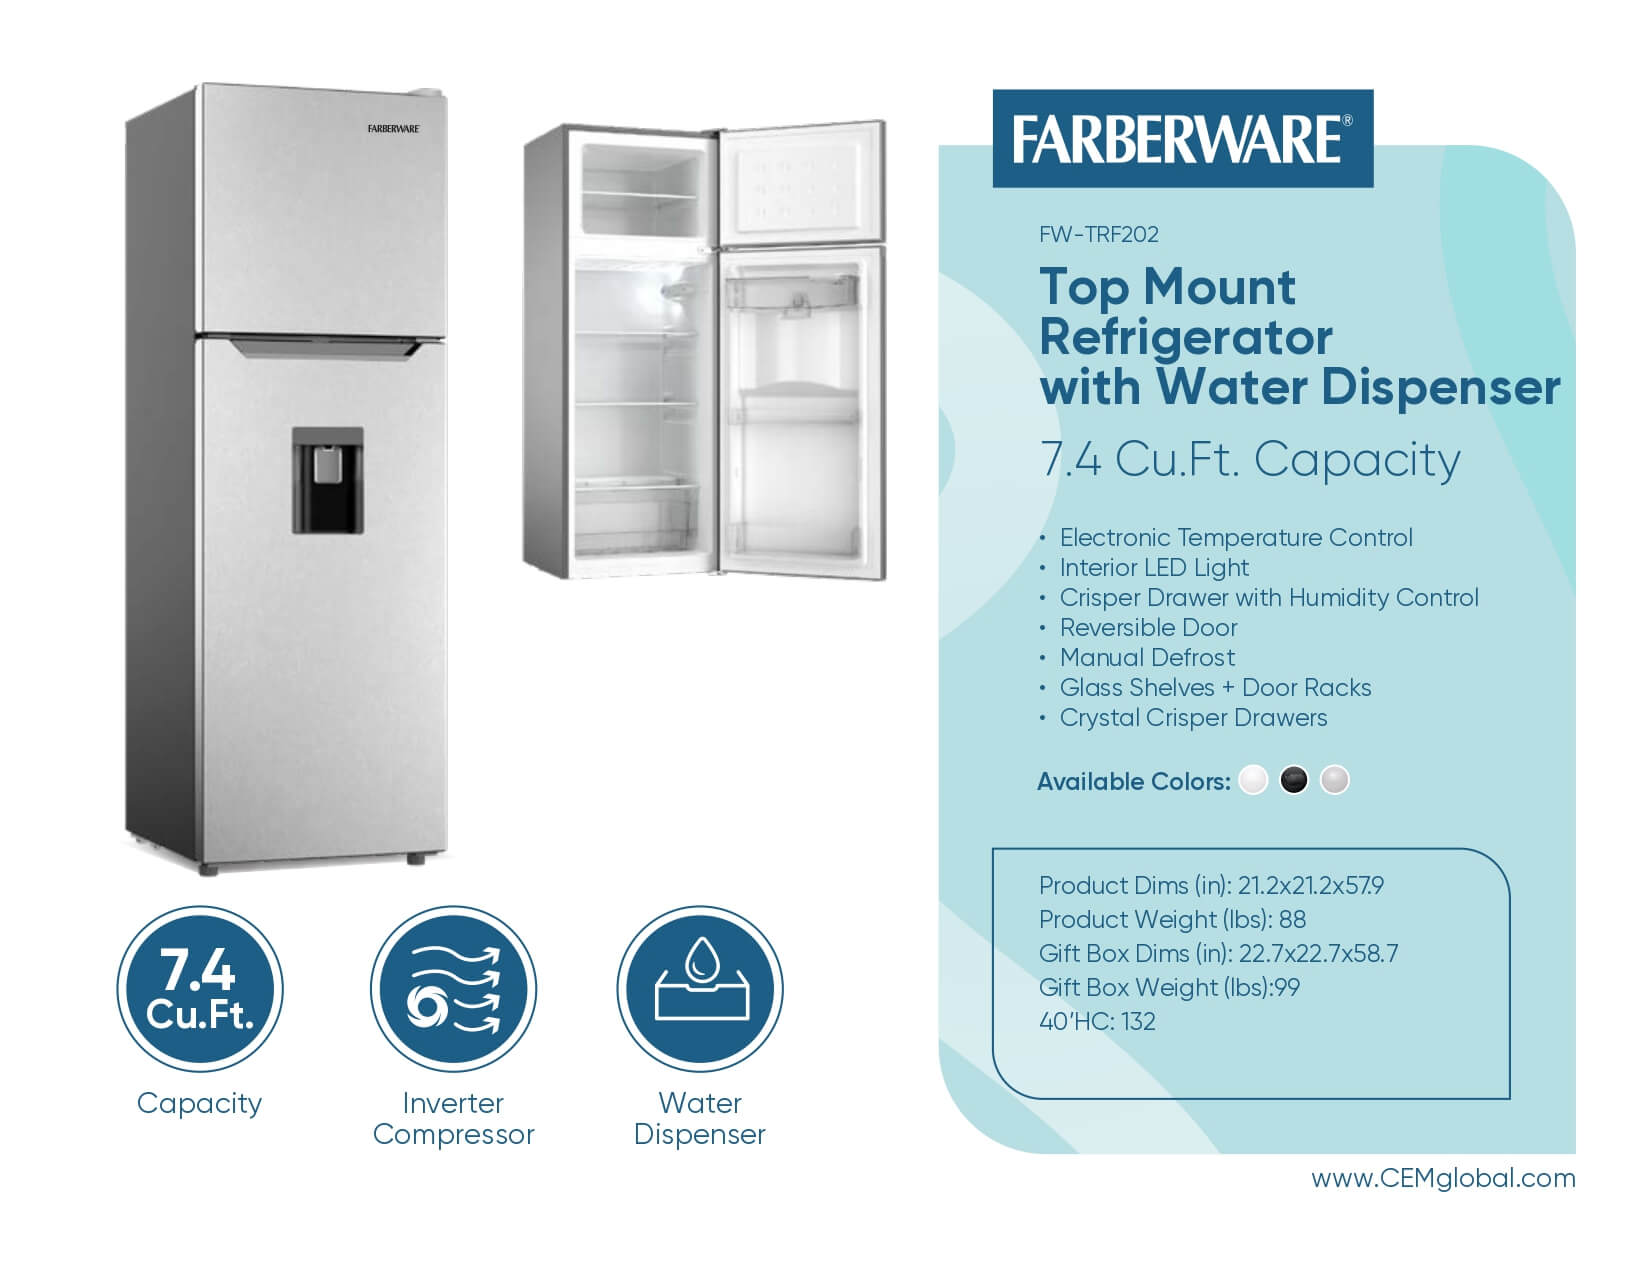 FARBERWARE
FARBERWARE®
FW-TRF202
Top Mount
Refrigerator
with Water Dispenser
7.4 Cu.Ft. Capacity
• Electronic Temperature Control
• Interior LED Light
• Crisper Drawer with Humidity Control
• Reversible Door
• Manual Defrost
• Glass Shelves + Door Racks
• Crystal Crisper Drawers
Available Colors:
Product Dims (in): 21.2x21.2x57.9
Product Weight (lbs): 88
Gift Box Dims (in): 22.7x22.7x58.7
Gift Box Weight (lbs):99
40’HC: 132
7.4
Cu.Ft.
Capacity
Inverter
Compressor
Water
Dispenser
www.CEMglobal.com